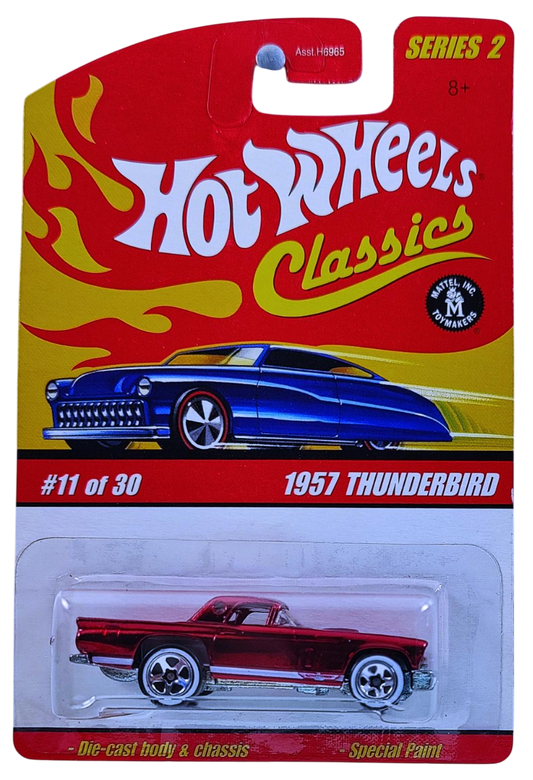 Asst.H6965
SERIES 2
8+
HOT WHEELS
Classics
MATTEL, INC.
M
TOYMAKERS
#11 of 30
1957 THUNDERBIRD
- Die-cast body & chassis
- Special Paint